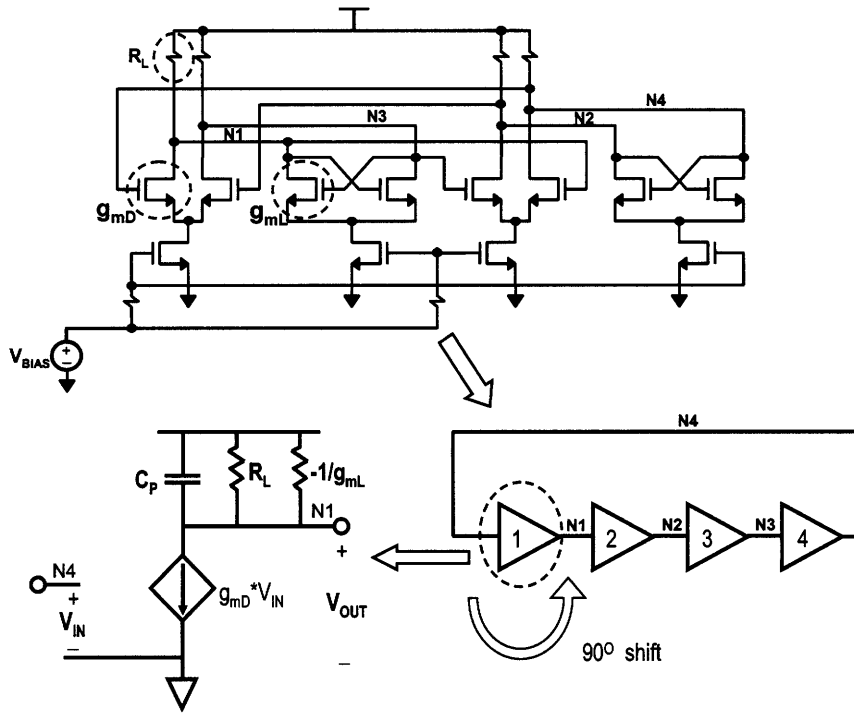 R_L
N1
N3
N2
N4
g_mD
g_mL
V_BIAS
+
−
N4
C_P
R_L
-1/g_mL
N1
+
N4
+
V_IN
−
g_mD*V_IN
V_OUT
−
1
N1
2
N2
3
N3
4
90° shift